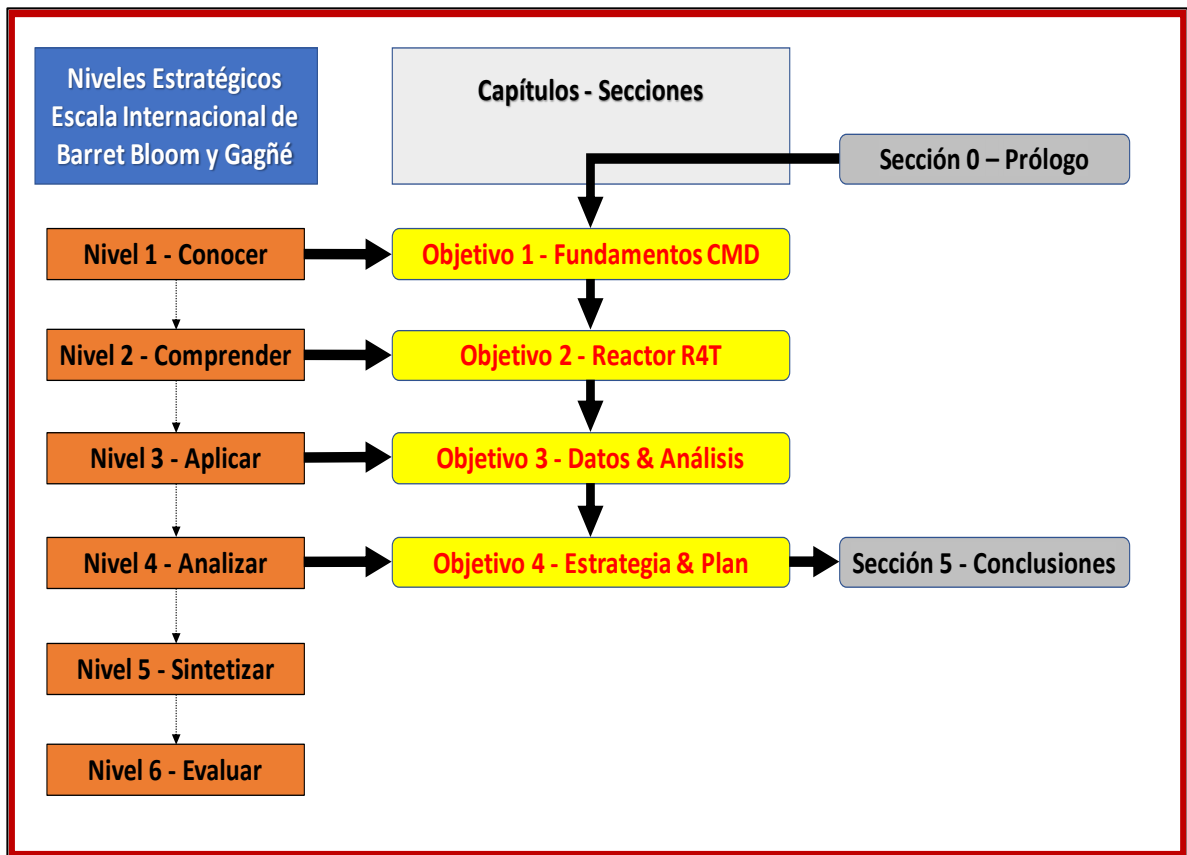 Niveles Estratégicos
Escala Internacional de
Barret Bloom y Gagñé
Capítulos - Secciones
Sección 0 – Prólogo
Nivel 1 - Conocer
Objetivo 1 - Fundamentos CMD
Nivel 2 - Comprender
Objetivo 2 - Reactor R4T
Nivel 3 - Aplicar
Objetivo 3 - Datos & Análisis
Nivel 4 - Analizar
Objetivo 4 - Estrategia & Plan
Sección 5 - Conclusiones
Nivel 5 - Sintetizar
Nivel 6 - Evaluar